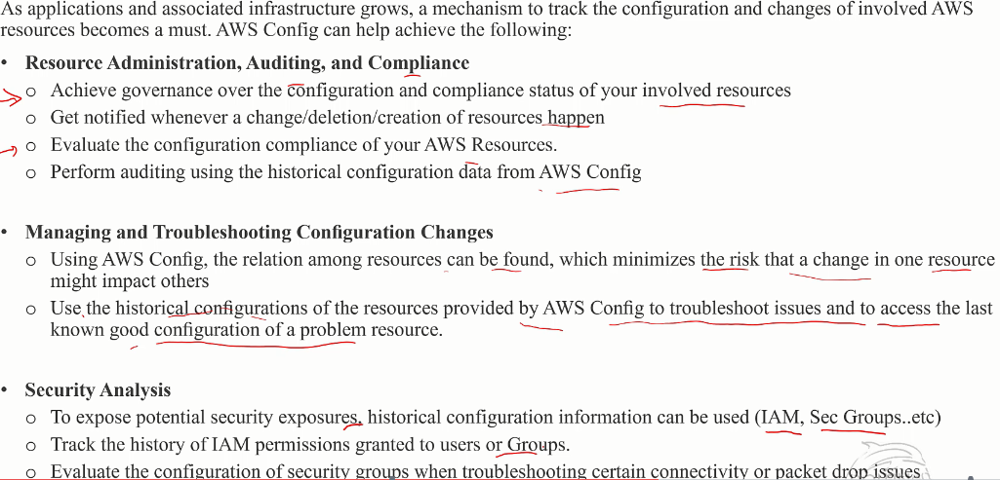 As applications and associated infrastructure grows, a mechanism to track the configuration and changes of involved AWS
resources becomes a must. AWS Config can help achieve the following:
• Resource Administration, Auditing, and Compliance
o Achieve governance over the configuration and compliance status of your involved resources
o Get notified whenever a change/deletion/creation of resources happen
o Evaluate the configuration compliance of your AWS Resources.
o Perform auditing using the historical configuration data from AWS Config
• Managing and Troubleshooting Configuration Changes
o Using AWS Config, the relation among resources can be found, which minimizes the risk that a change in one resource
might impact others
o Use the historical configurations of the resources provided by AWS Config to troubleshoot issues and to access the last
known good configuration of a problem resource.
• Security Analysis
o To expose potential security exposures, historical configuration information can be used (IAM, Sec Groups..etc)
o Track the history of IAM permissions granted to users or Groups.
o Evaluate the configuration of security groups when troubleshooting certain connectivity or packet drop issues